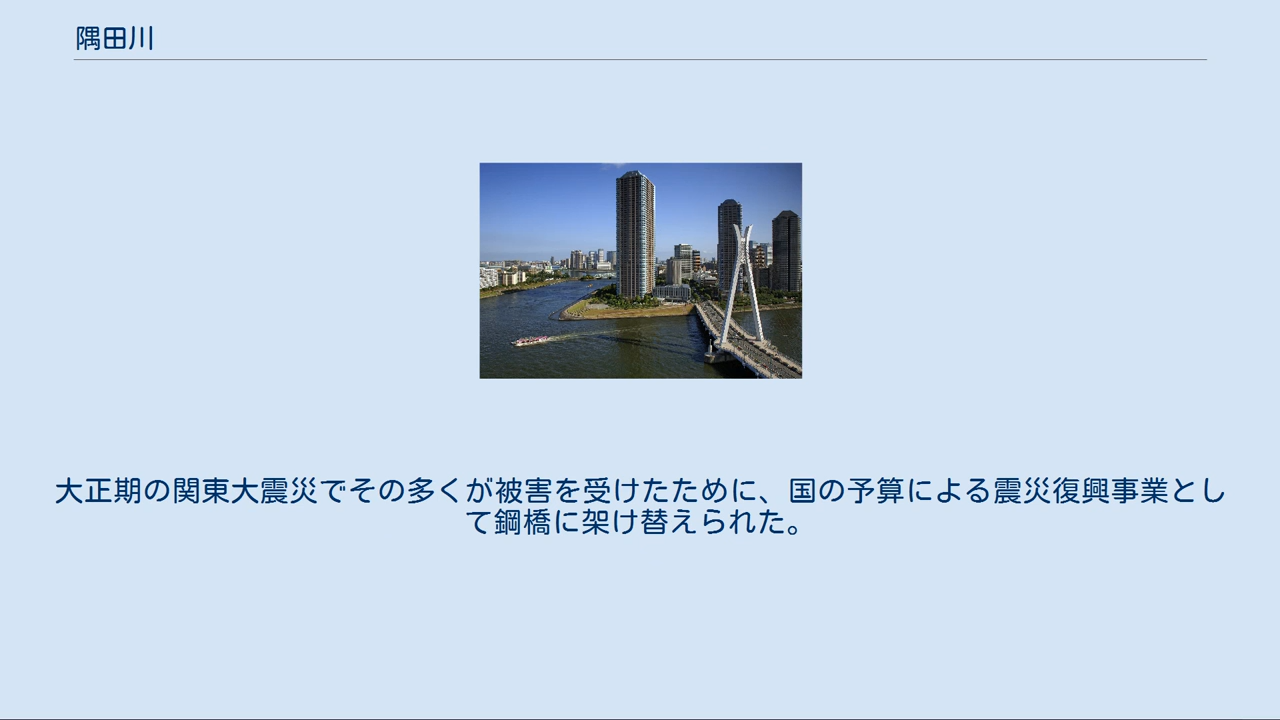 隅田川
大正期の関東大震災でその多くが被害を受けたために、国の予算による震災復興事業とし
て鋼橋に架け替えられた。